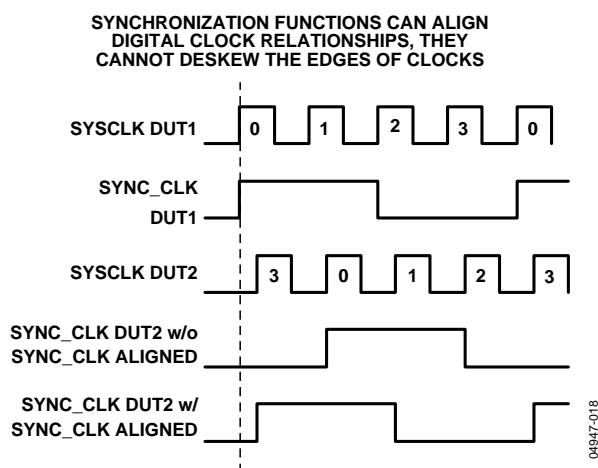 SYNCHRONIZATION FUNCTIONS CAN ALIGN
DIGITAL CLOCK RELATIONSHIPS, THEY
CANNOT DESKEW THE EDGES OF CLOCKS
SYSCLK DUT1
0 1 2 3 0
SYNC_CLK
DUT1
SYSCLK DUT2
3 0 1 2 3
SYNC_CLK DUT2 w/o
SYNC_CLK ALIGNED
SYNC_CLK DUT2 w/
SYNC_CLK ALIGNED
04947-018